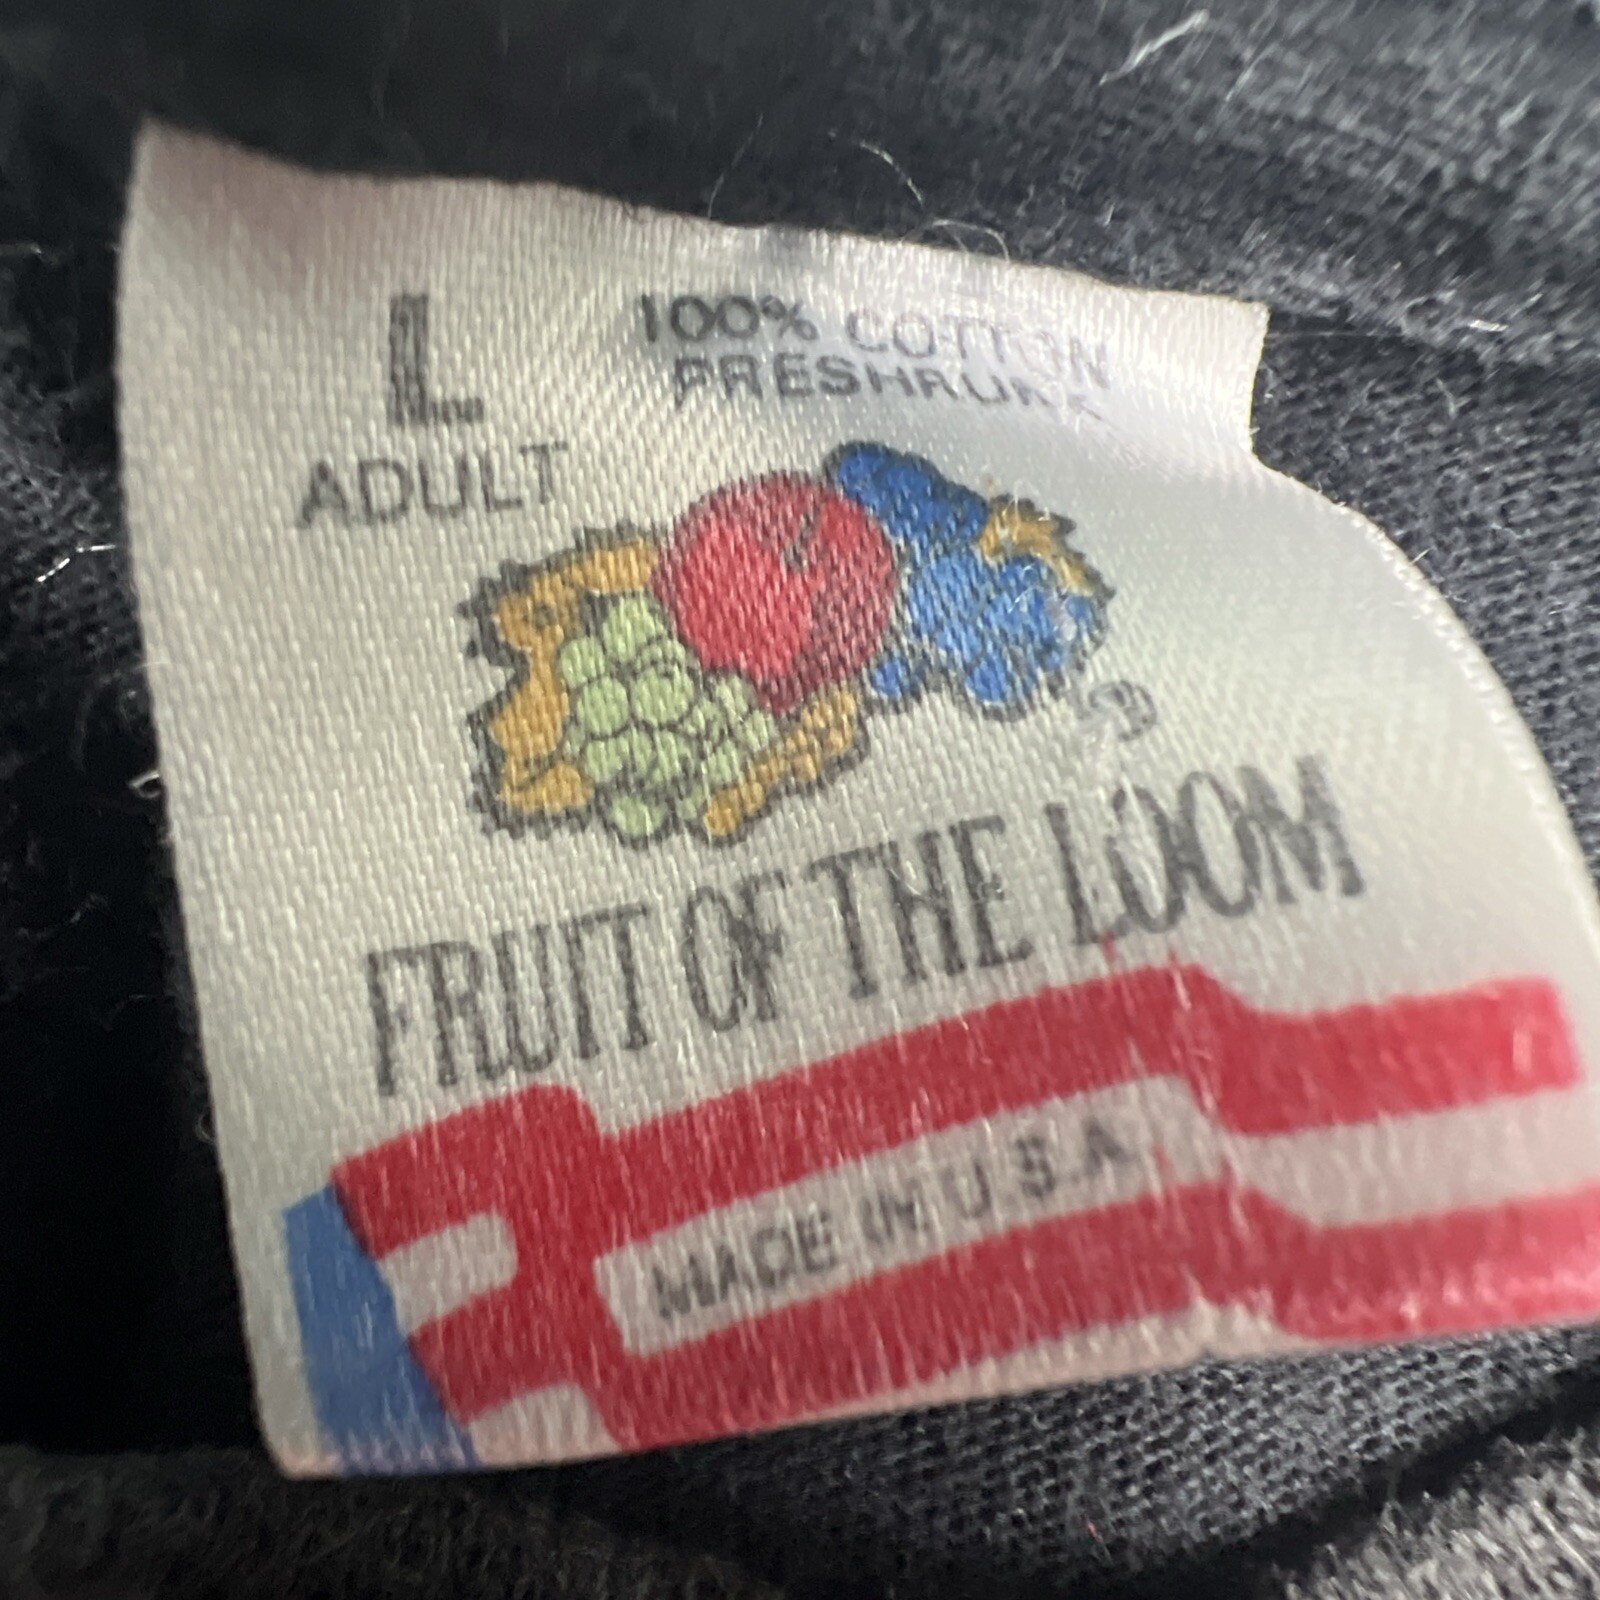 L
ADULT
100% COTTON
PRESHRUNK
®
FRUIT OF THE LOOM
MADE IN U.S.A.